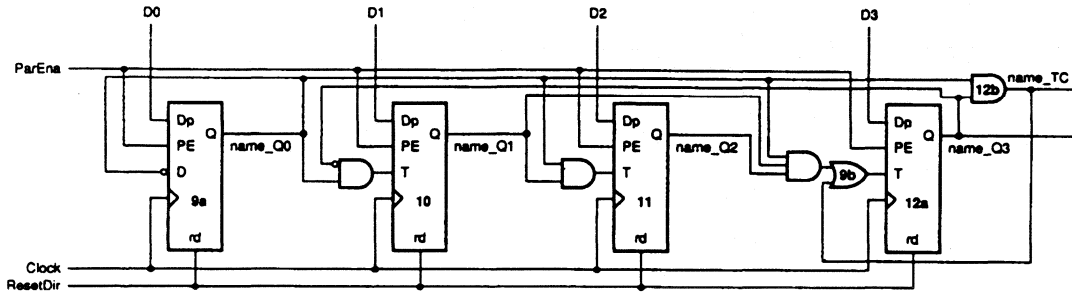 D0 D1 D2 D3
ParEna
12b name_TC
Dp Q
PE name_Q0
D
9a
rd
Dp Q
PE name_Q1
T
10
rd
Dp Q
PE name_Q2
T
11
rd
9b
Dp Q
PE name_Q3
T
12a
rd
Clock
ResetDir